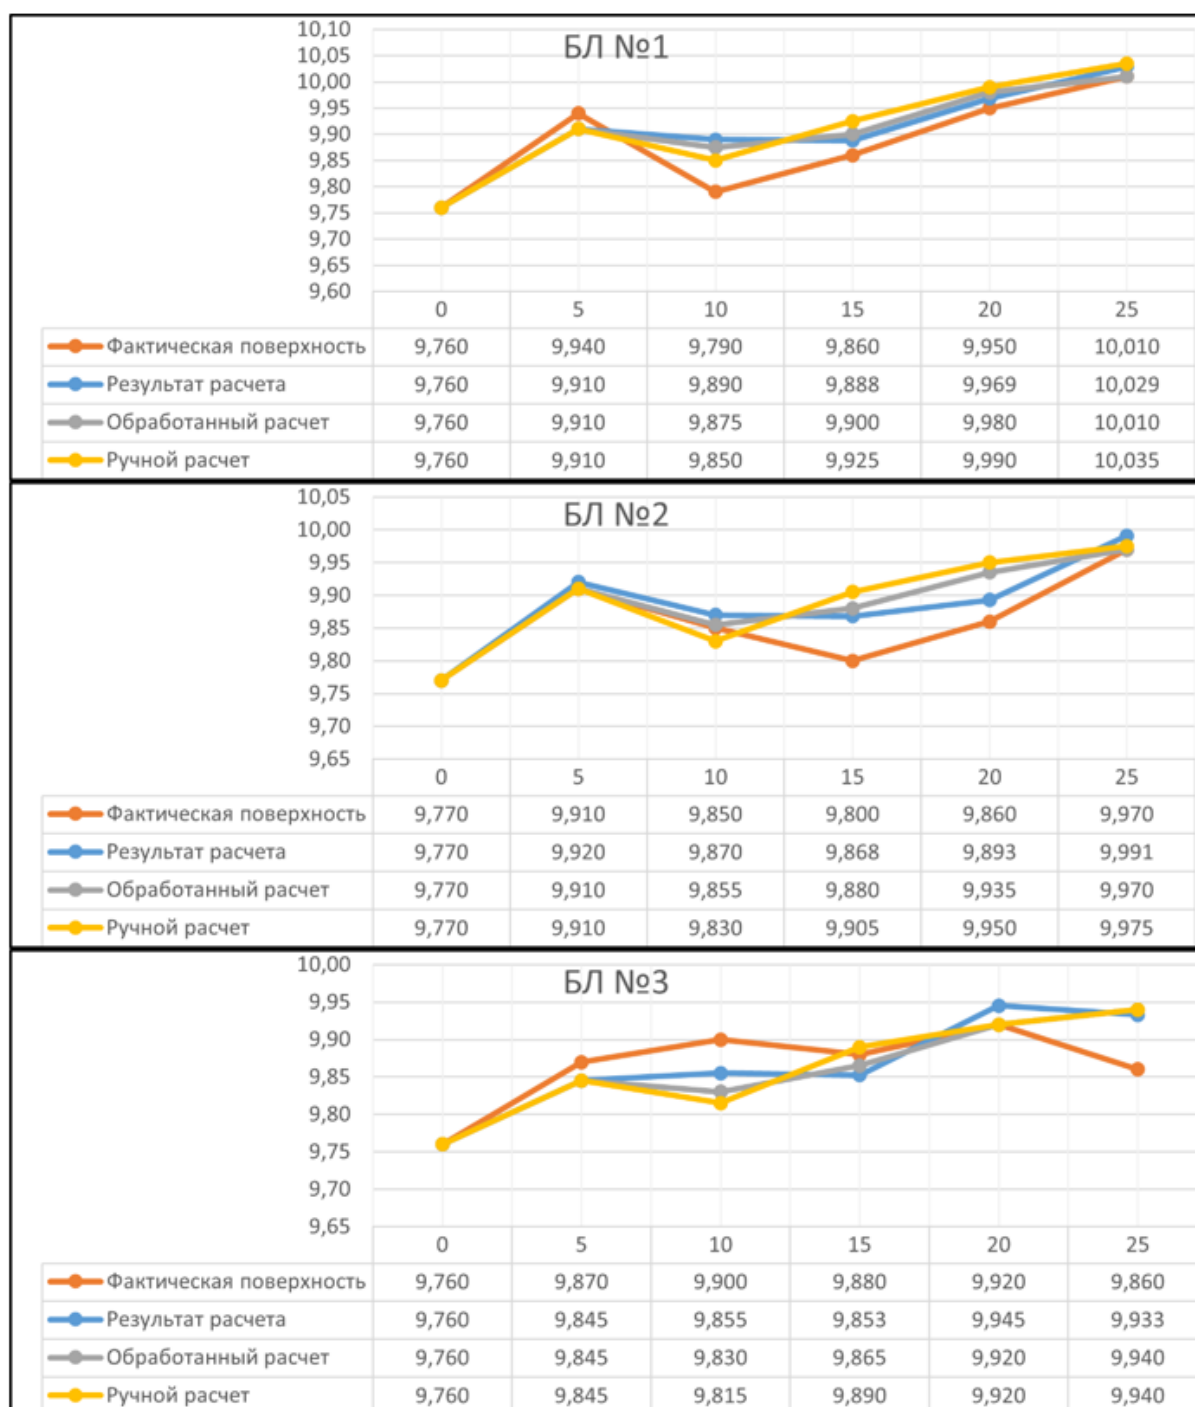 БЛ №1
10,10
10,05
10,00
9,95
9,90
9,85
9,80
9,75
9,70
9,65
9,60
0 5 10 15 20 25
Фактическая поверхность 9,760 9,940 9,790 9,860 9,950 10,010
Результат расчета 9,760 9,910 9,890 9,888 9,969 10,029
Обработанный расчет 9,760 9,910 9,875 9,900 9,980 10,010
Ручной расчет 9,760 9,910 9,850 9,925 9,990 10,035
БЛ №2
10,05
10,00
9,95
9,90
9,85
9,80
9,75
9,70
9,65
0 5 10 15 20 25
Фактическая поверхность 9,770 9,910 9,850 9,800 9,860 9,970
Результат расчета 9,770 9,920 9,870 9,868 9,893 9,991
Обработанный расчет 9,770 9,910 9,855 9,880 9,935 9,970
Ручной расчет 9,770 9,910 9,830 9,905 9,950 9,975
БЛ №3
10,00
9,95
9,90
9,85
9,80
9,75
9,70
9,65
0 5 10 15 20 25
Фактическая поверхность 9,760 9,870 9,900 9,880 9,920 9,860
Результат расчета 9,760 9,845 9,855 9,853 9,945 9,933
Обработанный расчет 9,760 9,845 9,830 9,865 9,920 9,940
Ручной расчет 9,760 9,845 9,815 9,890 9,920 9,940